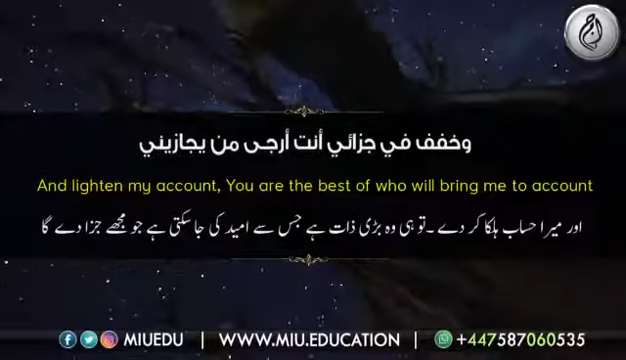 وخفف في جزائي أنت أرجى من يجازيني
And lighten my account, You are the best of who will bring me to account
اور میرا حساب ہلکا کر دے۔تو ہی وہ بڑی ذات ہے جس سے امید کی جا سکتی ہے جو مجھے جزا دے گا
MIUEDU | WWW.MIU.EDUCATION | +447587060535